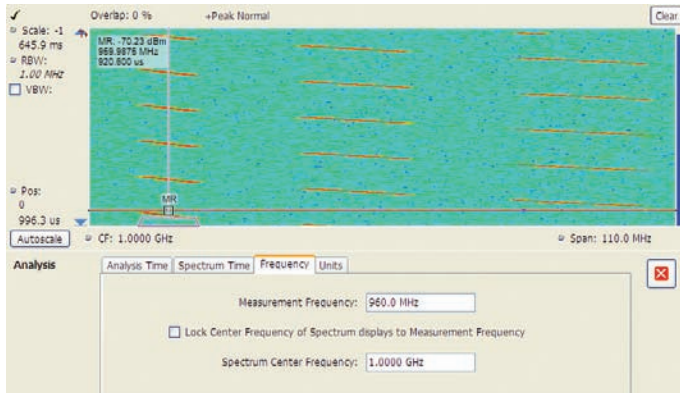 Overlap: 0 %
+Peak Normal
Clear
Scale: -1
645.9 ms
RBW:
1.00 MHz
VBW:
MR: -70.23 dBm
969.9876 MHz
920.600 us
MR
Pos:
0
996.3 us
Autoscale
CF: 1.0000 GHz
Span: 110.0 MHz
Analysis
Analysis Time
Spectrum Time
Frequency
Units
Measurement Frequency: 960.0 MHz
Lock Center Frequency of Spectrum displays to Measurement Frequency
Spectrum Center Frequency: 1.0000 GHz